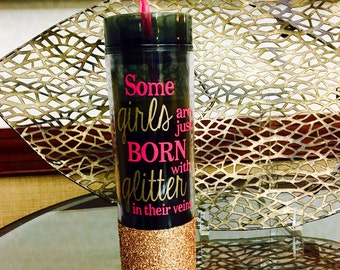 Some
girls are
just
BORN
with
glitter
in their veins